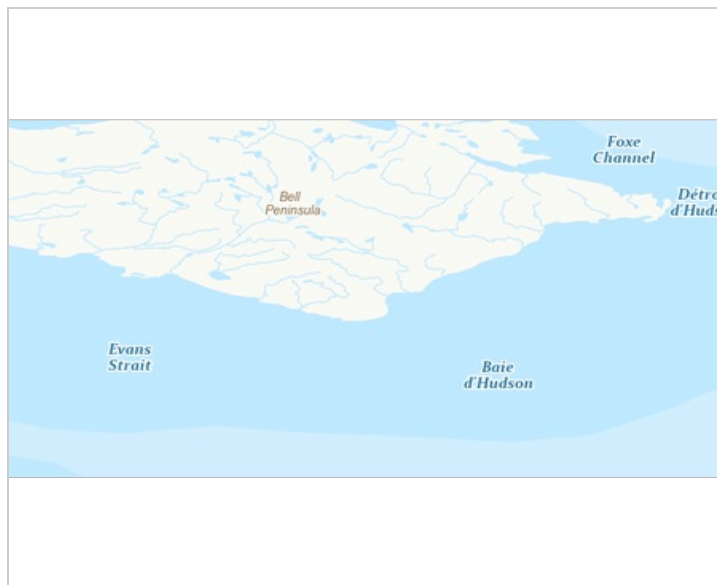 Foxe
Channel
Détro
d'Huds
Bell
Peninsula
Evans
Strait
Baie
d'Hudson